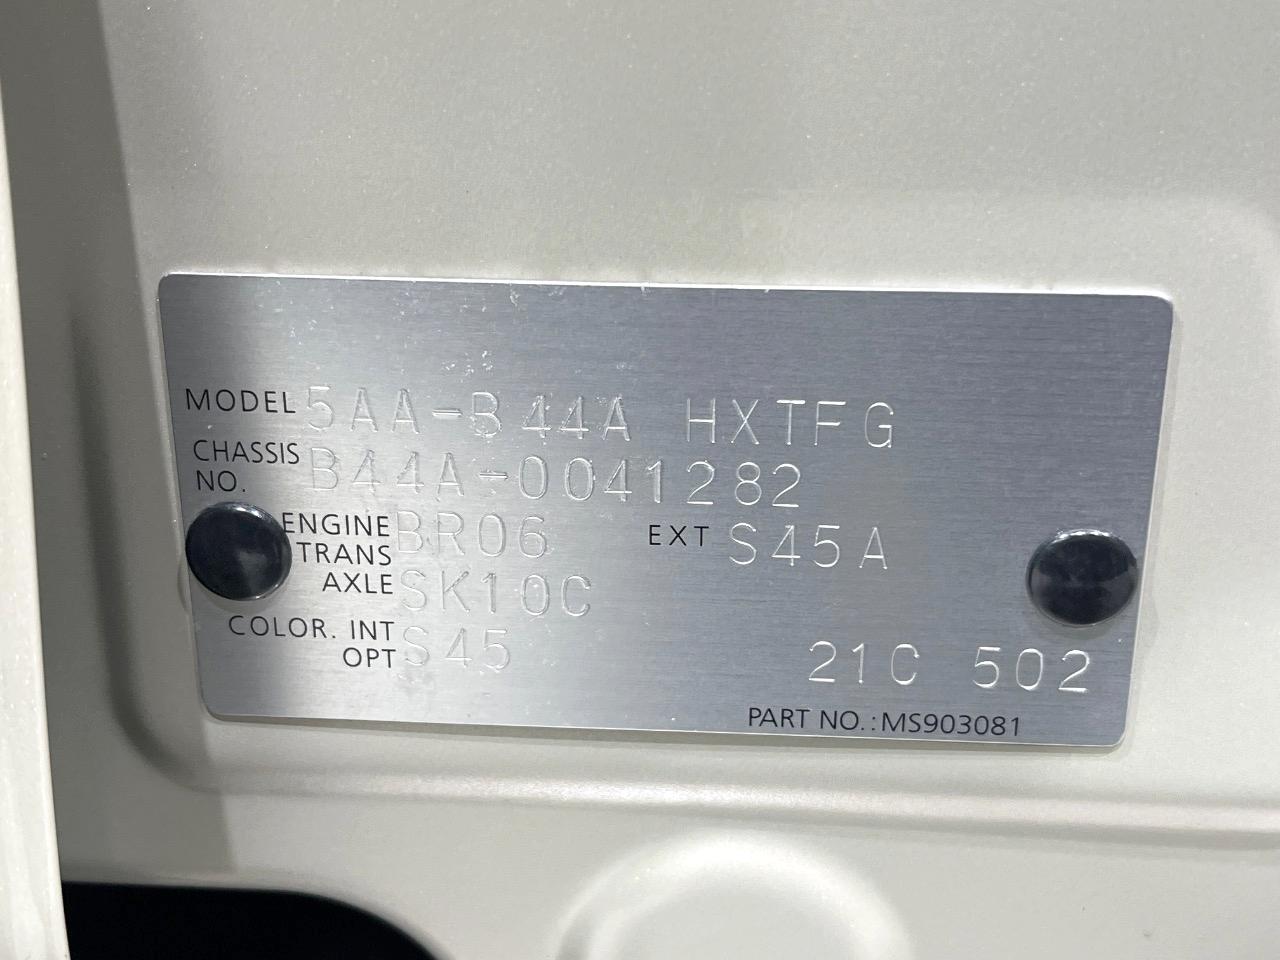 MODEL 5AA-B44A HXTFG
CHASSIS NO. B44A-0041282
ENGINE BR06 EXT S45A
TRANS AXLE SK10C
COLOR. INT S45
OPT 21C 502
PART NO.:MS903081